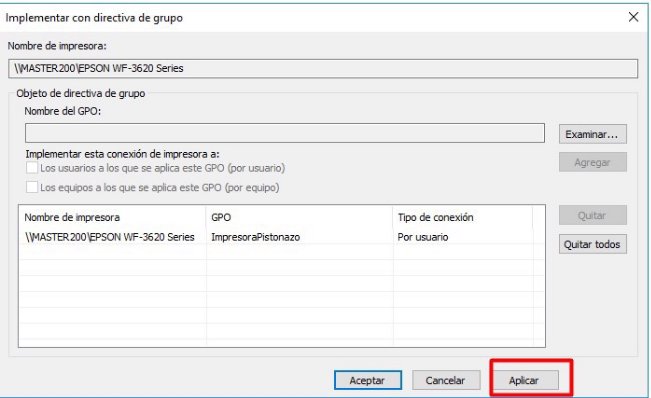 Implementar con directiva de grupo
Nombre de impresora:
\\MASTER200\EPSON WF-3620 Series
Objeto de directiva de grupo
Nombre del GPO:
Examinar...
Implementar esta conexión de impresora a:
Agregar
Los usuarios a los que se aplica este GPO (por usuario)
Los equipos a los que se aplica este GPO (por equipo)
Nombre de impresora GPO Tipo de conexión
Quitar
\\MASTER200\EPSON WF-3620 Series ImpresoraPistonazo Por usuario
Quitar todos
Aceptar Cancelar Aplicar